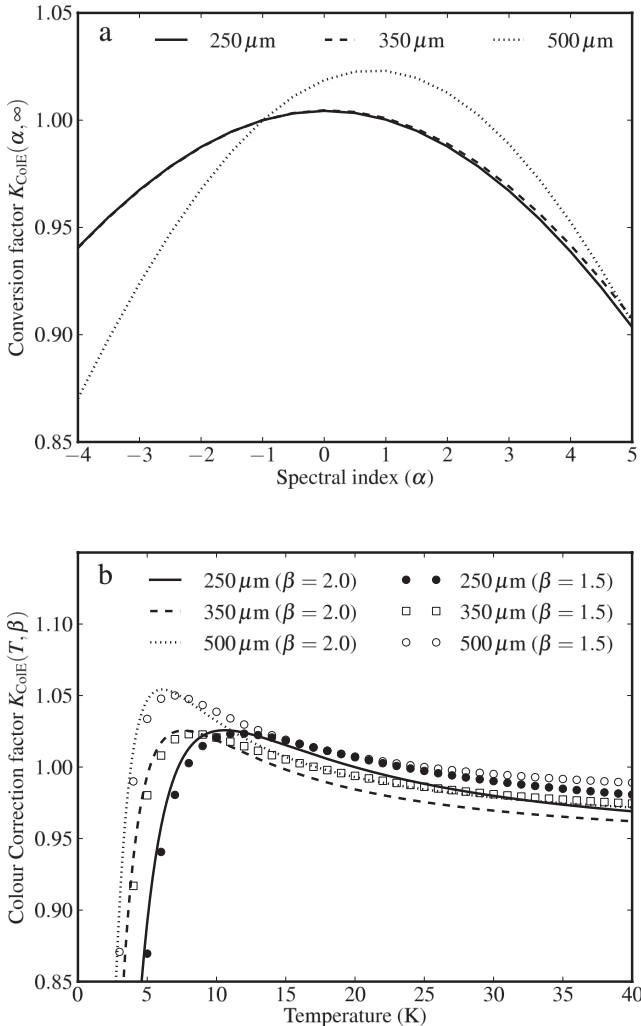 a
250 μm
350 μm
500 μm
Conversion factor K_ColE(α,∞)
1.05
1.00
0.95
0.90
0.85
−4 −3 −2 −1 0 1 2 3 4 5
Spectral index (α)
b
250 μm (β = 2.0)
350 μm (β = 2.0)
500 μm (β = 2.0)
250 μm (β = 1.5)
350 μm (β = 1.5)
500 μm (β = 1.5)
Colour Correction factor K_ColE(T,β)
1.10
1.05
1.00
0.95
0.90
0.85
0 5 10 15 20 25 30 35 40
Temperature (K)